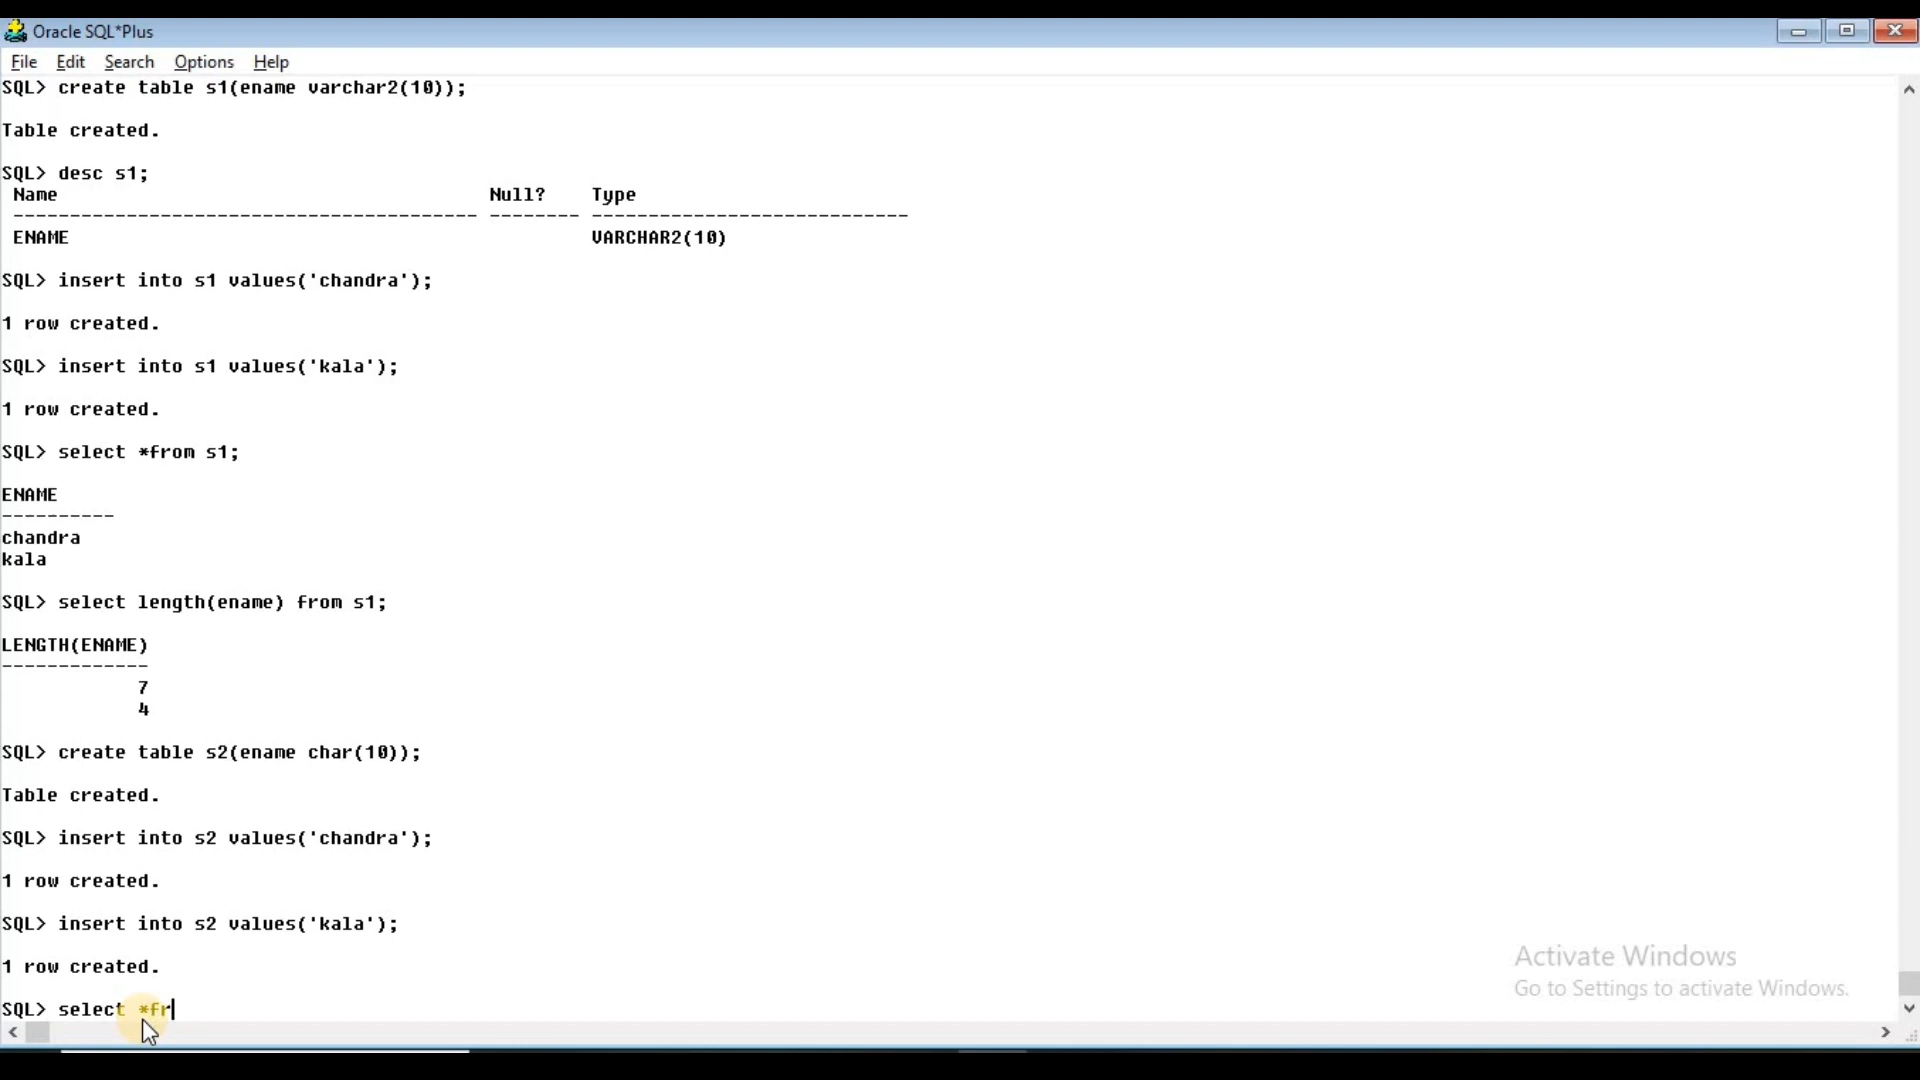 Oracle SQL*Plus
File Edit Search Options Help
SQL> create table s1(ename varchar2(10));
Table created.
SQL> desc s1;
Name Null? Type
----------------------------------------- -------- ----------------------------
ENAME VARCHAR2(10)
SQL> insert into s1 values('chandra');
1 row created.
SQL> insert into s1 values('kala');
1 row created.
SQL> select *from s1;
ENAME
----------
chandra
kala
SQL> select length(ename) from s1;
LENGTH(ENAME)
-------------
7
4
SQL> create table s2(ename char(10));
Table created.
SQL> insert into s2 values('chandra');
1 row created.
SQL> insert into s2 values('kala');
1 row created.
SQL> select *fr
Activate Windows
Go to Settings to activate Windows.